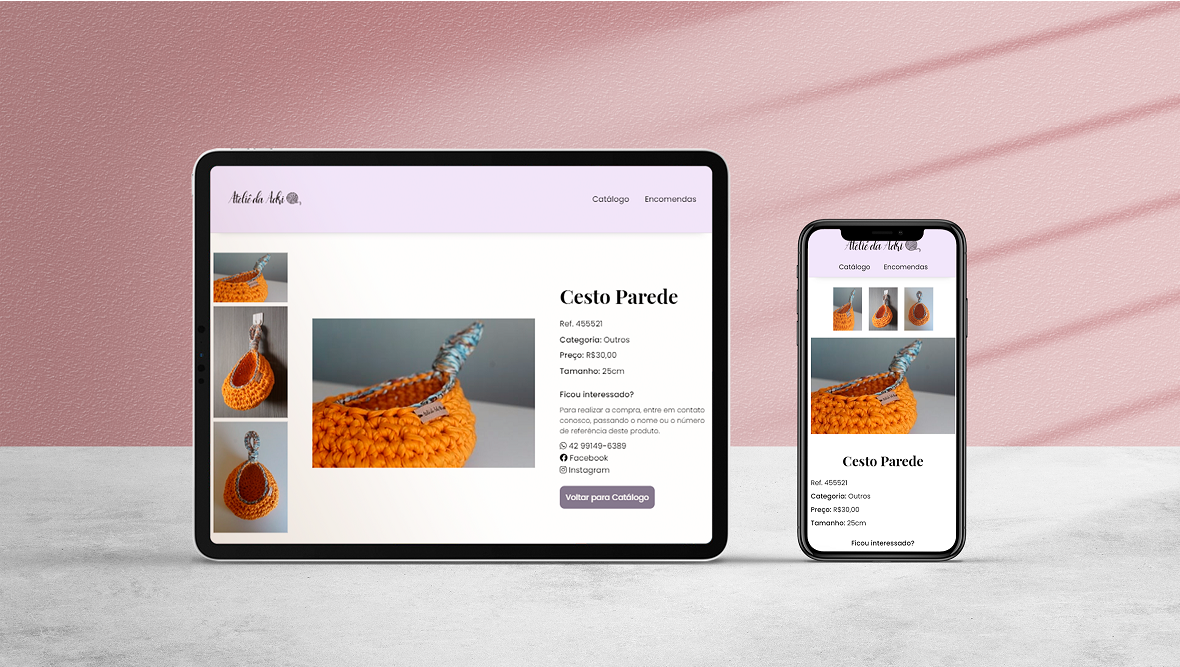 Ateliê da Adri
Catálogo Encomendas
Cesto Parede
Ref. 455521
Categoria: Outros
Preço: R$30,00
Tamanho: 25cm
Ficou interessado?
Para realizar a compra, entre em contato
conosco, passando o nome ou o número
de referência deste produto.
42 99149-6389
Facebook
Instagram
Voltar para Catálogo
Ateliê da Adri
Catálogo Encomendas
Cesto Parede
Ref. 455521
Categoria: Outros
Preço: R$30,00
Tamanho: 25cm
Ficou interessado?